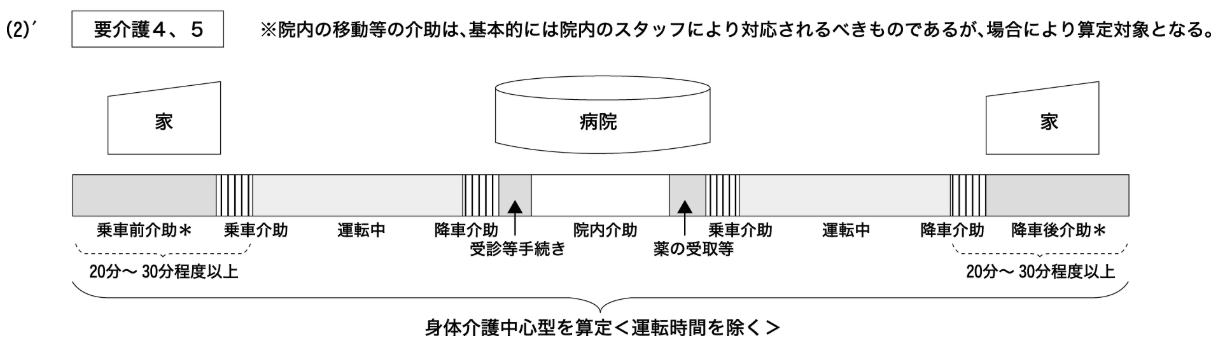 (2)′ 要介護4、5 ※院内の移動等の介助は、基本的には院内のスタッフにより対応されるべきものであるが、場合により算定対象となる。
家 病院 家
乗車前介助＊ 乗車介助 運転中 降車介助 院内介助 乗車介助 運転中 降車介助 降車後介助＊
受診等手続き 薬の受取等
20分～30分程度以上 20分～30分程度以上
身体介護中心型を算定＜運転時間を除く＞